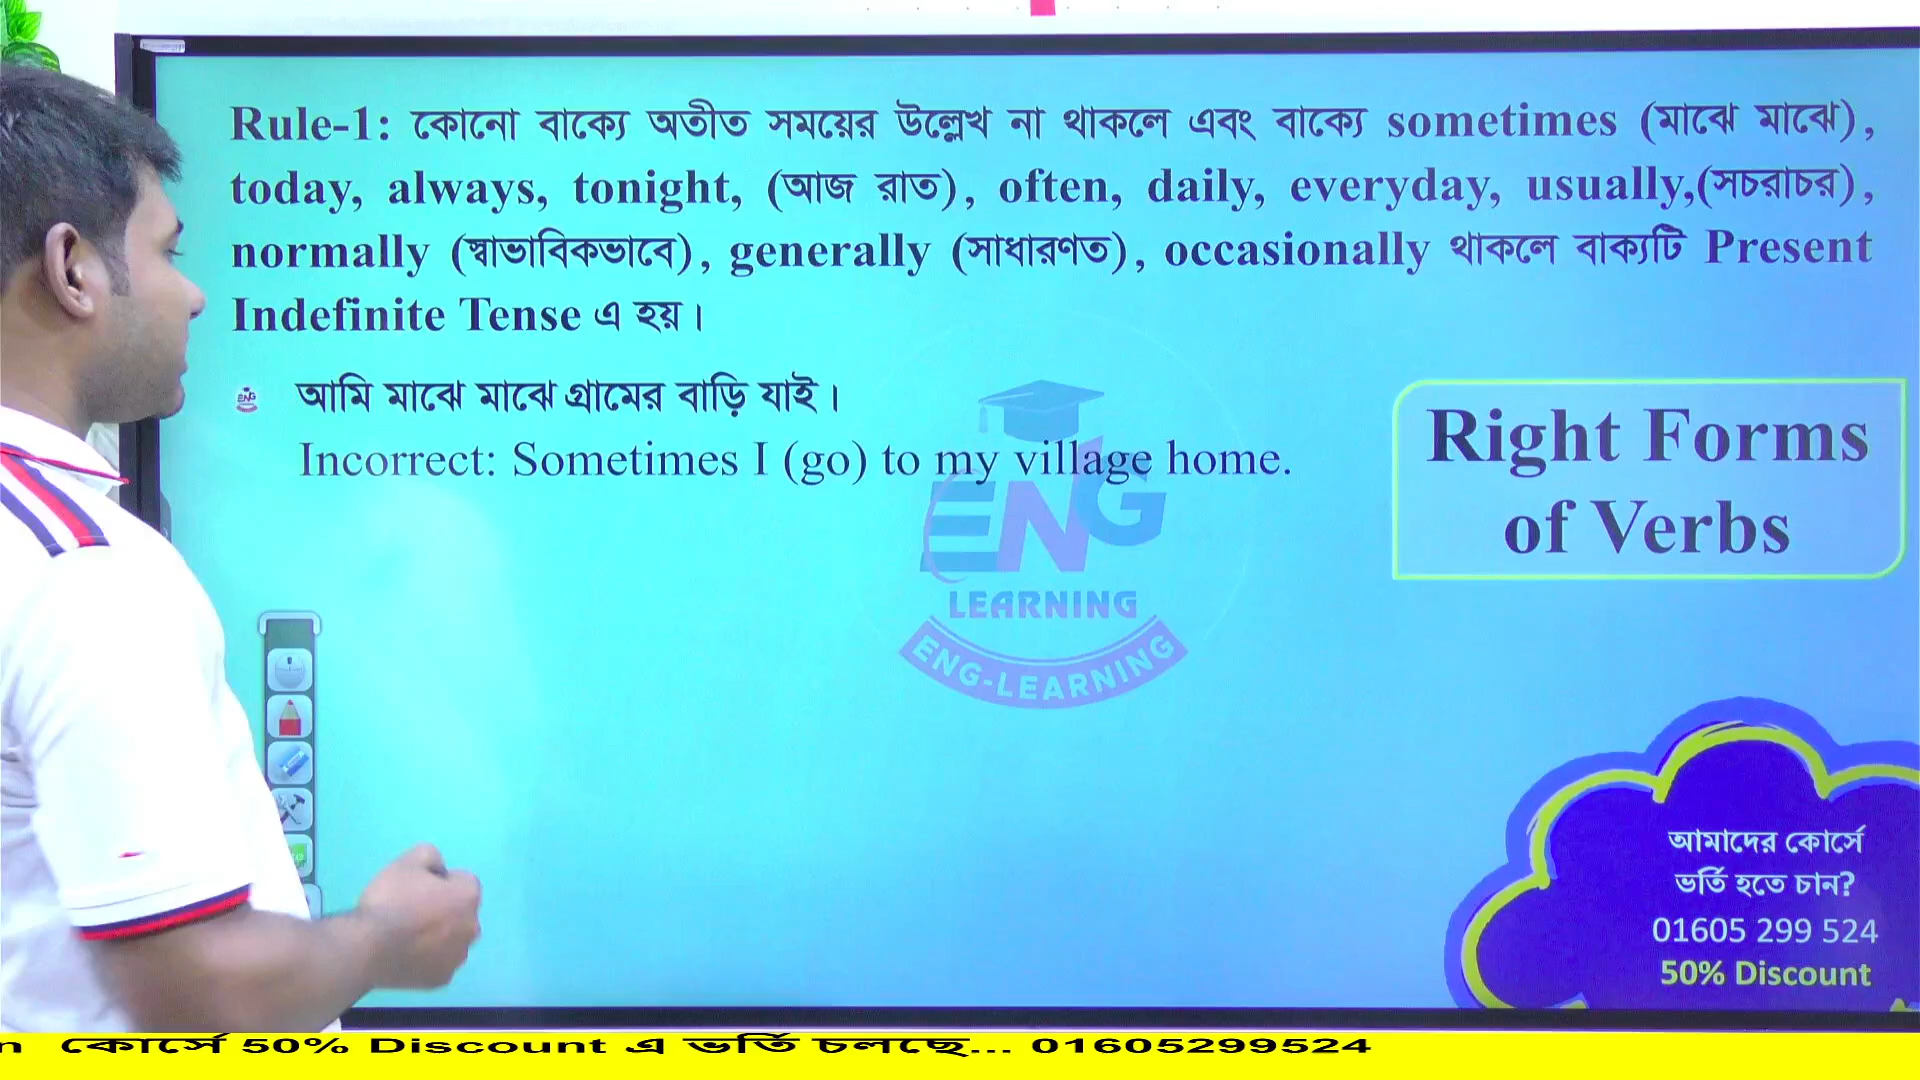 Rule-1: কোনো বাক্যে অতীত সময়ের উল্লেখ না থাকলে এবং বাক্যে sometimes (মাঝে মাঝে),
today, always, tonight, (আজ রাত), often, daily, everyday, usually,(সচরাচর),
normally (স্বাভাবিকভাবে), generally (সাধারণত), occasionally থাকলে বাক্যটি Present
Indefinite Tense এ হয়।
আমি মাঝে মাঝে গ্রামের বাড়ি যাই।
Incorrect: Sometimes I (go) to my village home.
Right Forms
of Verbs
ENG
LEARNING
ENG-LEARNING
আমাদের কোর্সে
ভর্তি হতে চান?
01605 299 524
50% Discount
কোর্সে 50% Discount এ ভর্তি চলছে... 01605299524